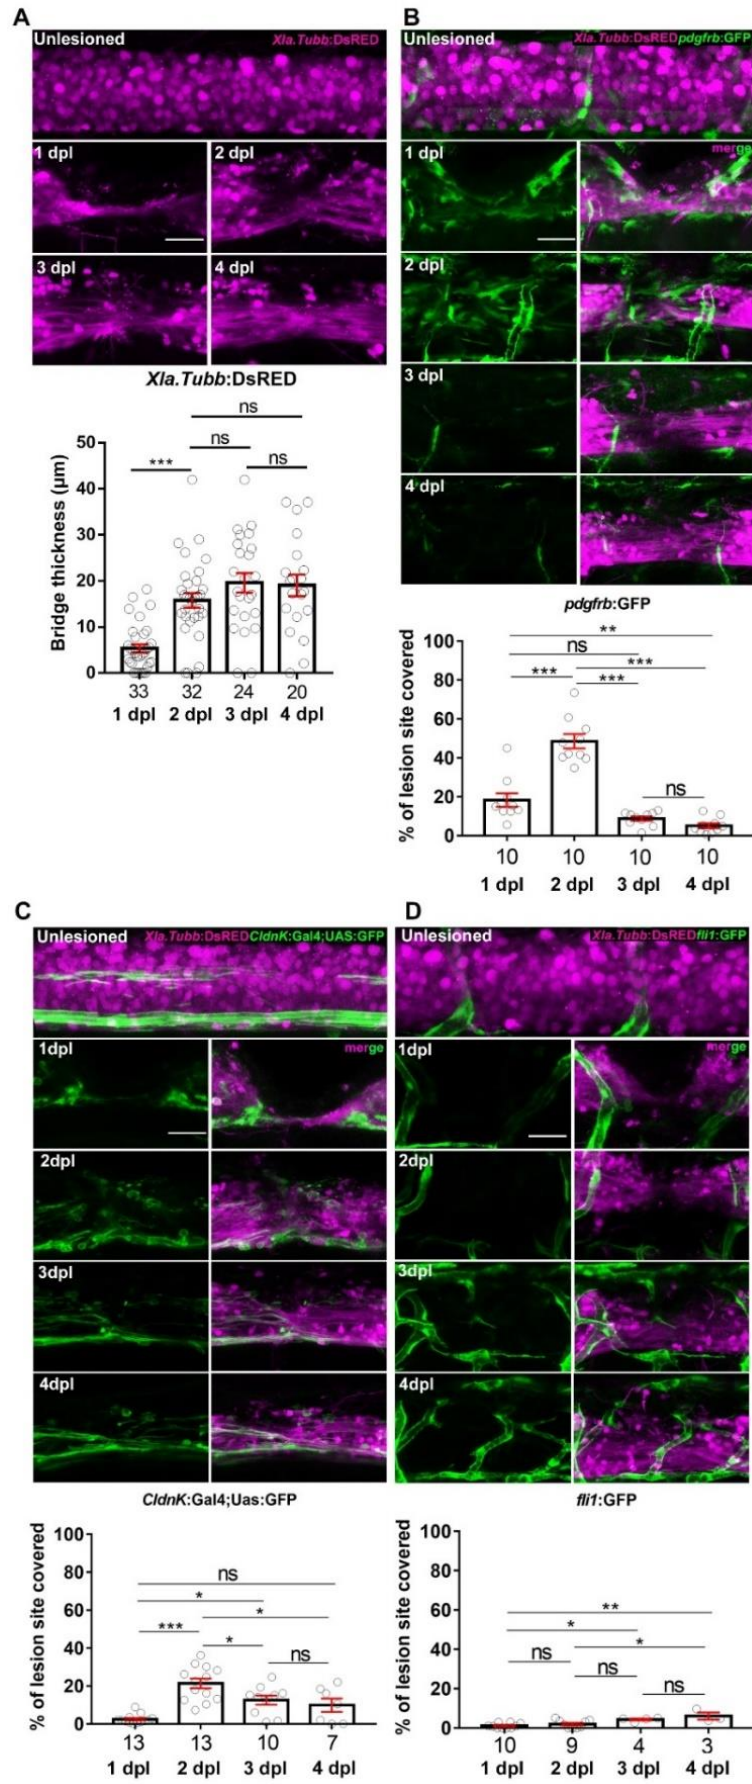 A
Unlesioned
Xla.Tubb:DsRED
1 dpl
2 dpl
3 dpl
4 dpl
Xla.Tubb:DsRED
ns
ns
ns
***
Bridge thickness (µm)
50
40
30
20
10
0
33 32 24 20
1 dpl 2 dpl 3 dpl 4 dpl
B
Unlesioned
Xla.Tubb:DsREDpdgfrb:GFP
1 dpl
merge
2 dpl
3 dpl
4 dpl
pdgfrb:GFP
**
ns
***
***
***
ns
% of lesion site covered
100
80
60
40
20
0
10 10 10 10
1 dpl 2 dpl 3 dpl 4 dpl
C
Unlesioned
Xla.Tubb:DsREDCldnK:Gal4;UAS:GFP
1dpl
merge
2dpl
3dpl
4dpl
CldnK:Gal4;Uas:GFP
ns
*
*
***
*
ns
% of lesion site covered
100
80
60
40
20
0
13 13 10 7
1 dpl 2 dpl 3 dpl 4 dpl
D
Unlesioned
Xla.Tubb:DsREDfli1:GFP
1dpl
merge
2dpl
3dpl
4dpl
fli1:GFP
**
*
*
ns
ns
ns
% of lesion site covered
100
80
60
40
20
0
10 9 4 3
1 dpl 2 dpl 3 dpl 4 dpl